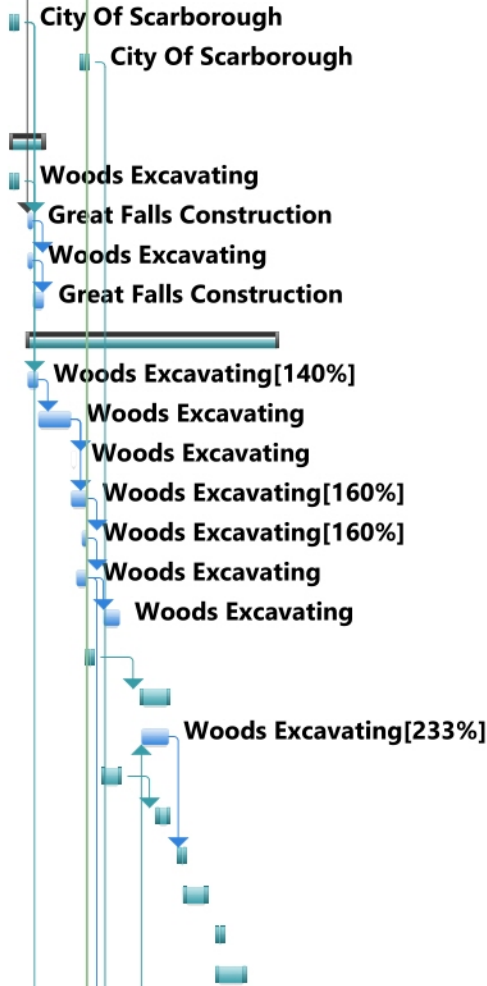 City Of Scarborough
City Of Scarborough
Woods Excavating
Great Falls Construction
Woods Excavating
Great Falls Construction
Woods Excavating[140%]
Woods Excavating
Woods Excavating
Woods Excavating[160%]
Woods Excavating[160%]
Woods Excavating
Woods Excavating
Woods Excavating[233%]